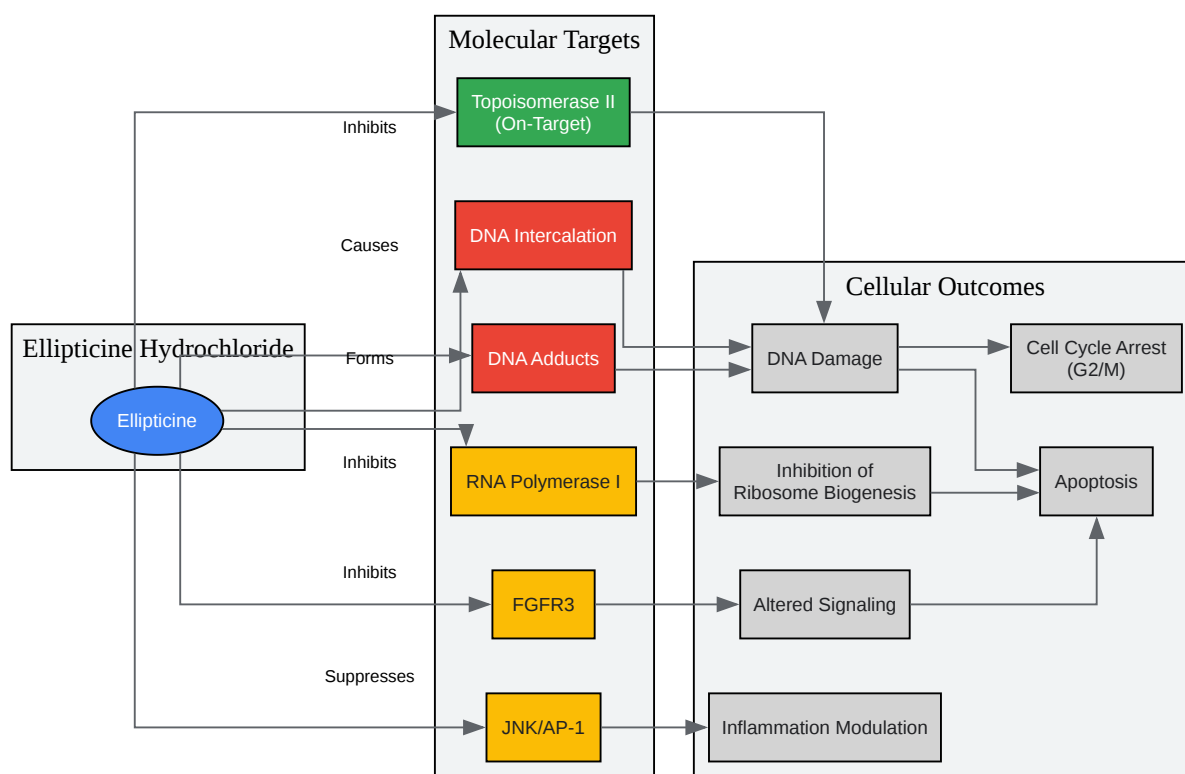 Molecular Targets
Topoisomerase II
(On-Target)
Inhibits
DNA Intercalation
Causes
Cellular Outcomes
Ellipticine Hydrochloride
Forms
DNA Adducts
DNA Damage
Cell Cycle Arrest
(G2/M)
Ellipticine
Inhibits
RNA Polymerase I
Inhibition of
Ribosome Biogenesis
Apoptosis
Inhibits
FGFR3
Altered Signaling
Suppresses
JNK/AP-1
Inflammation Modulation